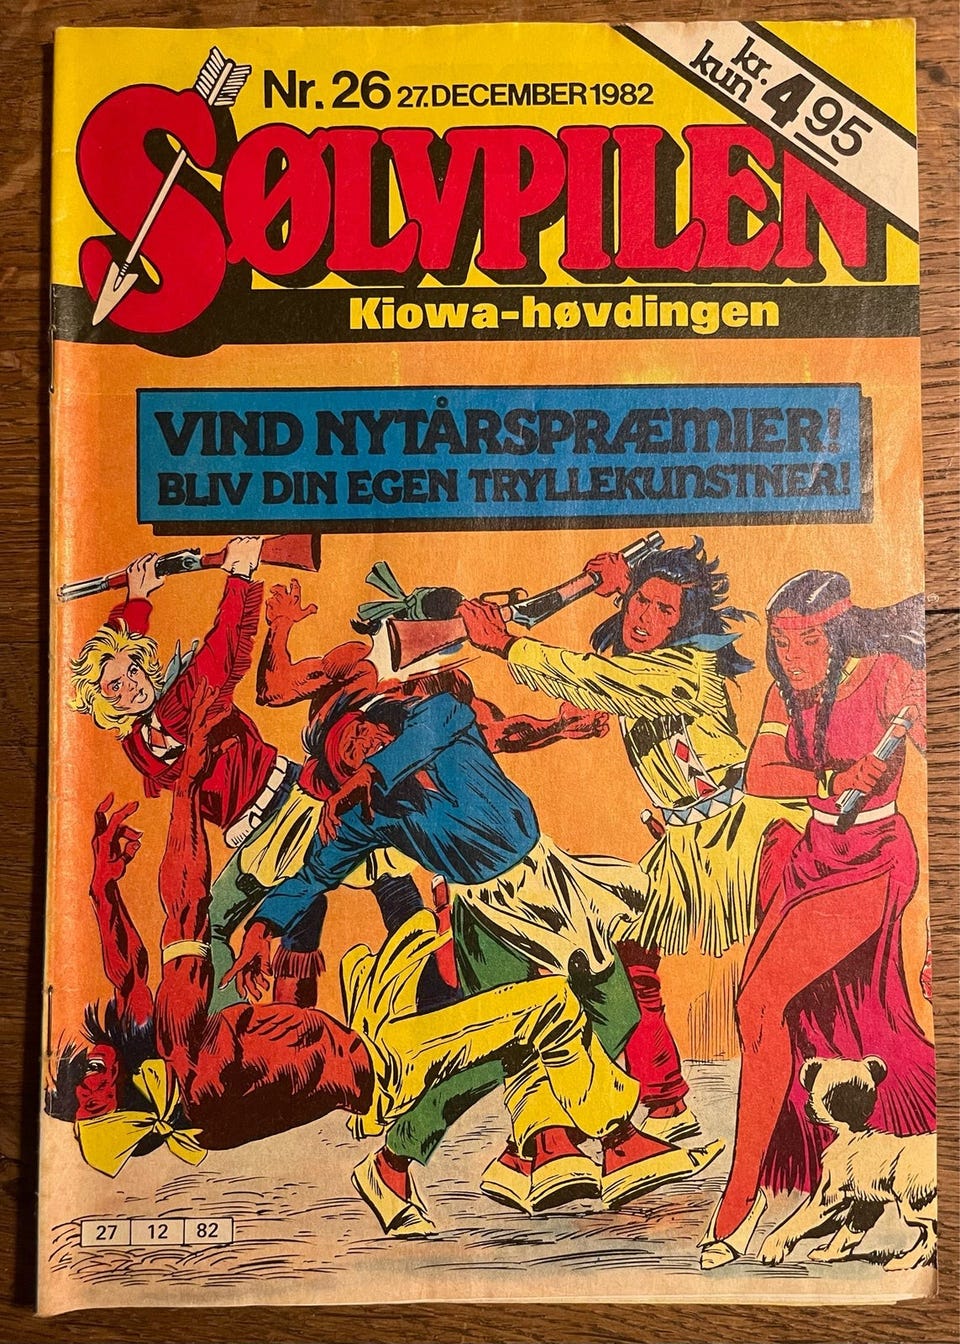 Nr. 26 27. DECEMBER 1982
kr.
kun 4 95
SØLVPILEN
Kiowa-høvdingen
VIND NYTÅRSPRÆMIER!
BLIV DIN EGEN TRYLLEKUNSTNER!
27 12 82